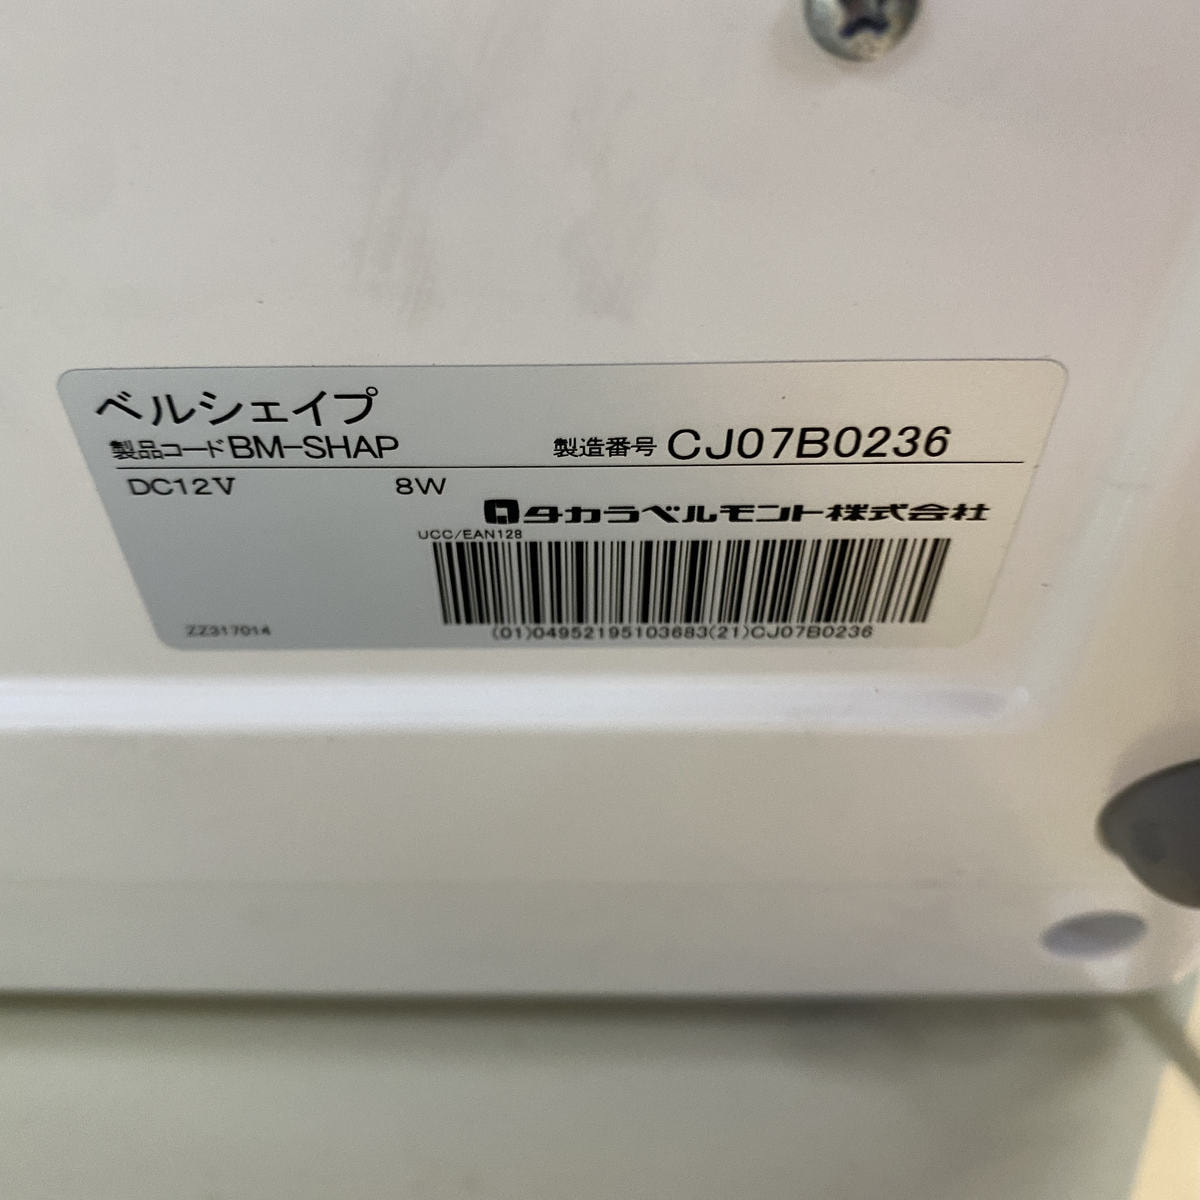 ベルシェイプ
製品コード BM-SHAP 製造番号 CJ07B0236
DC12V 8W
タカラベルモント株式会社
UCC/EAN128
ZZ317014
(01)04952195103683(21)CJ07B0236